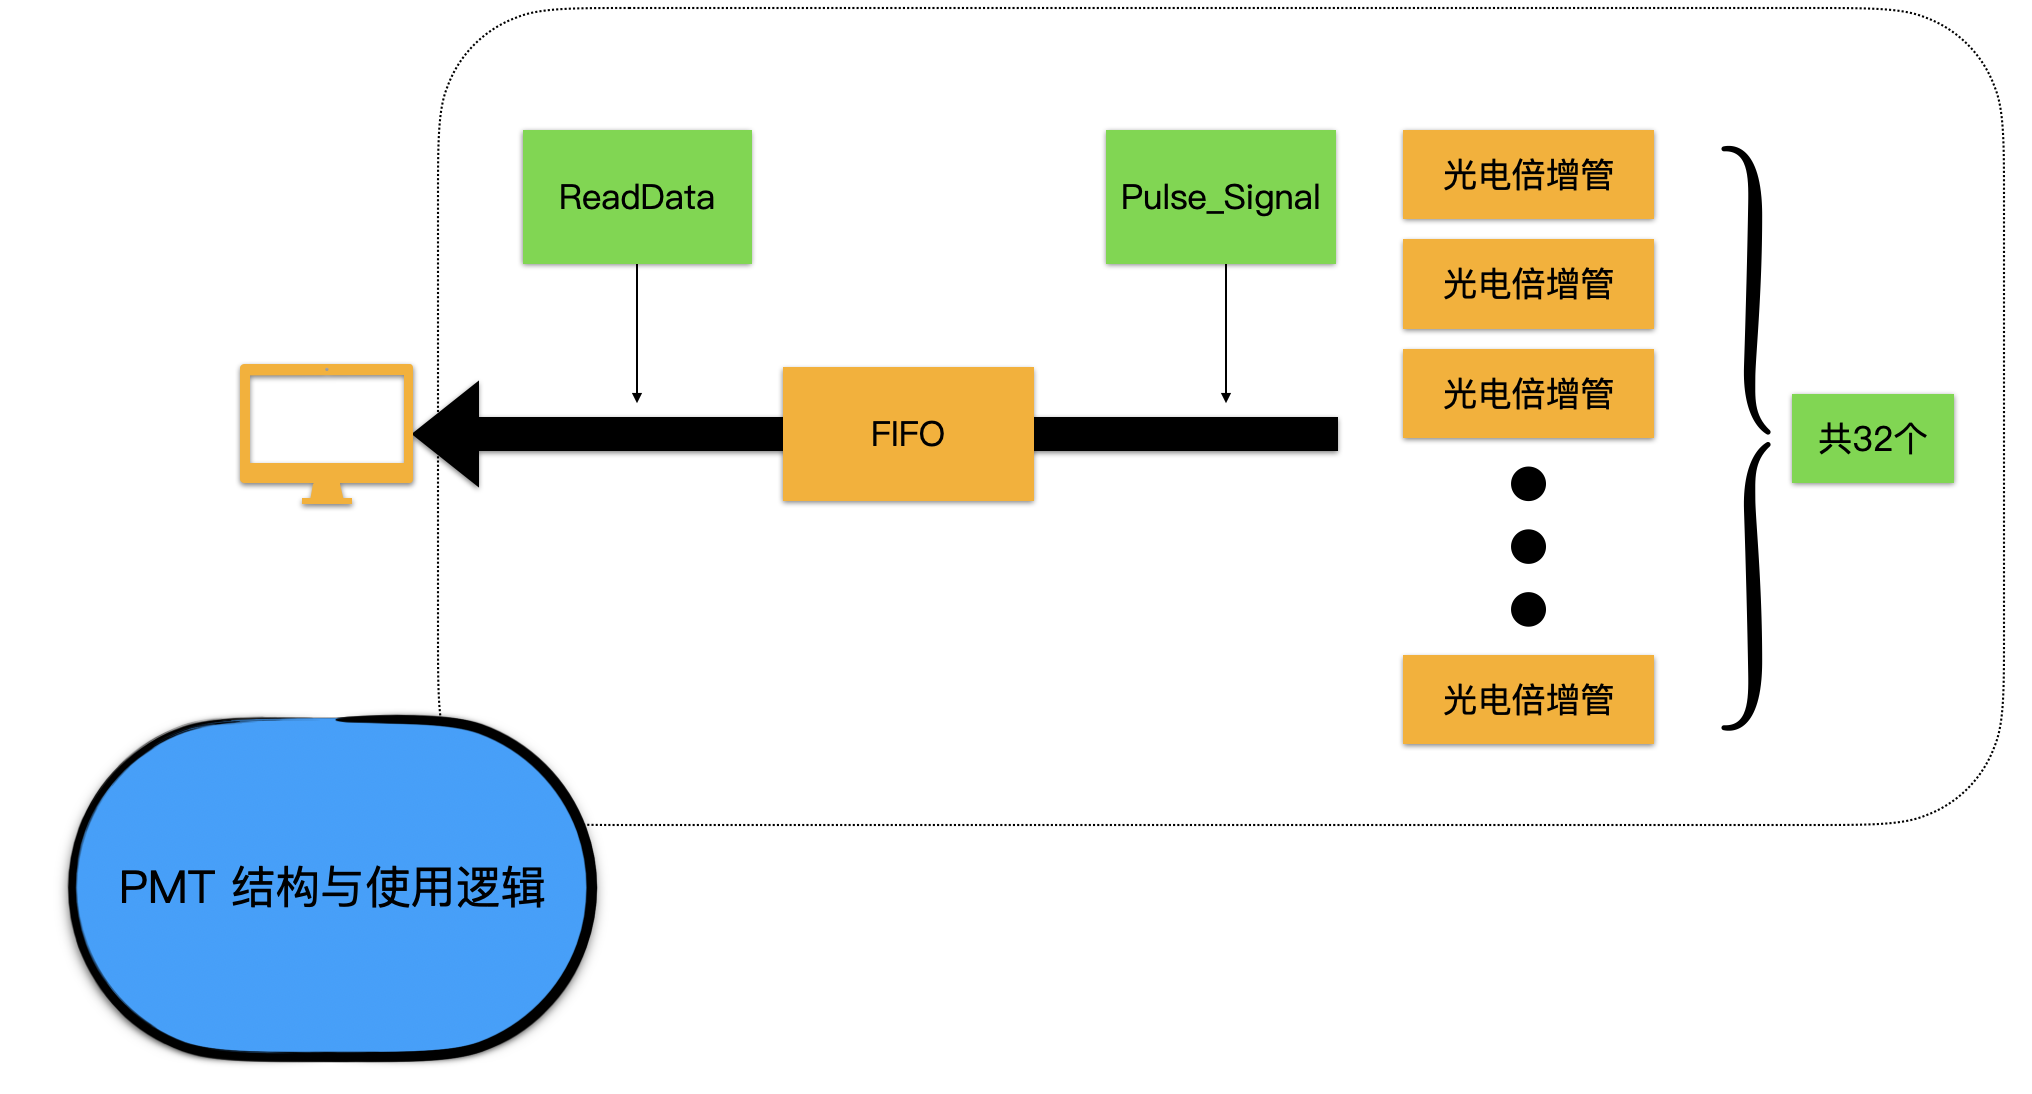 ReadData
Pulse_Signal
光电倍增管
光电倍增管
光电倍增管
FIFO
共32个
光电倍增管
PMT 结构与使用逻辑